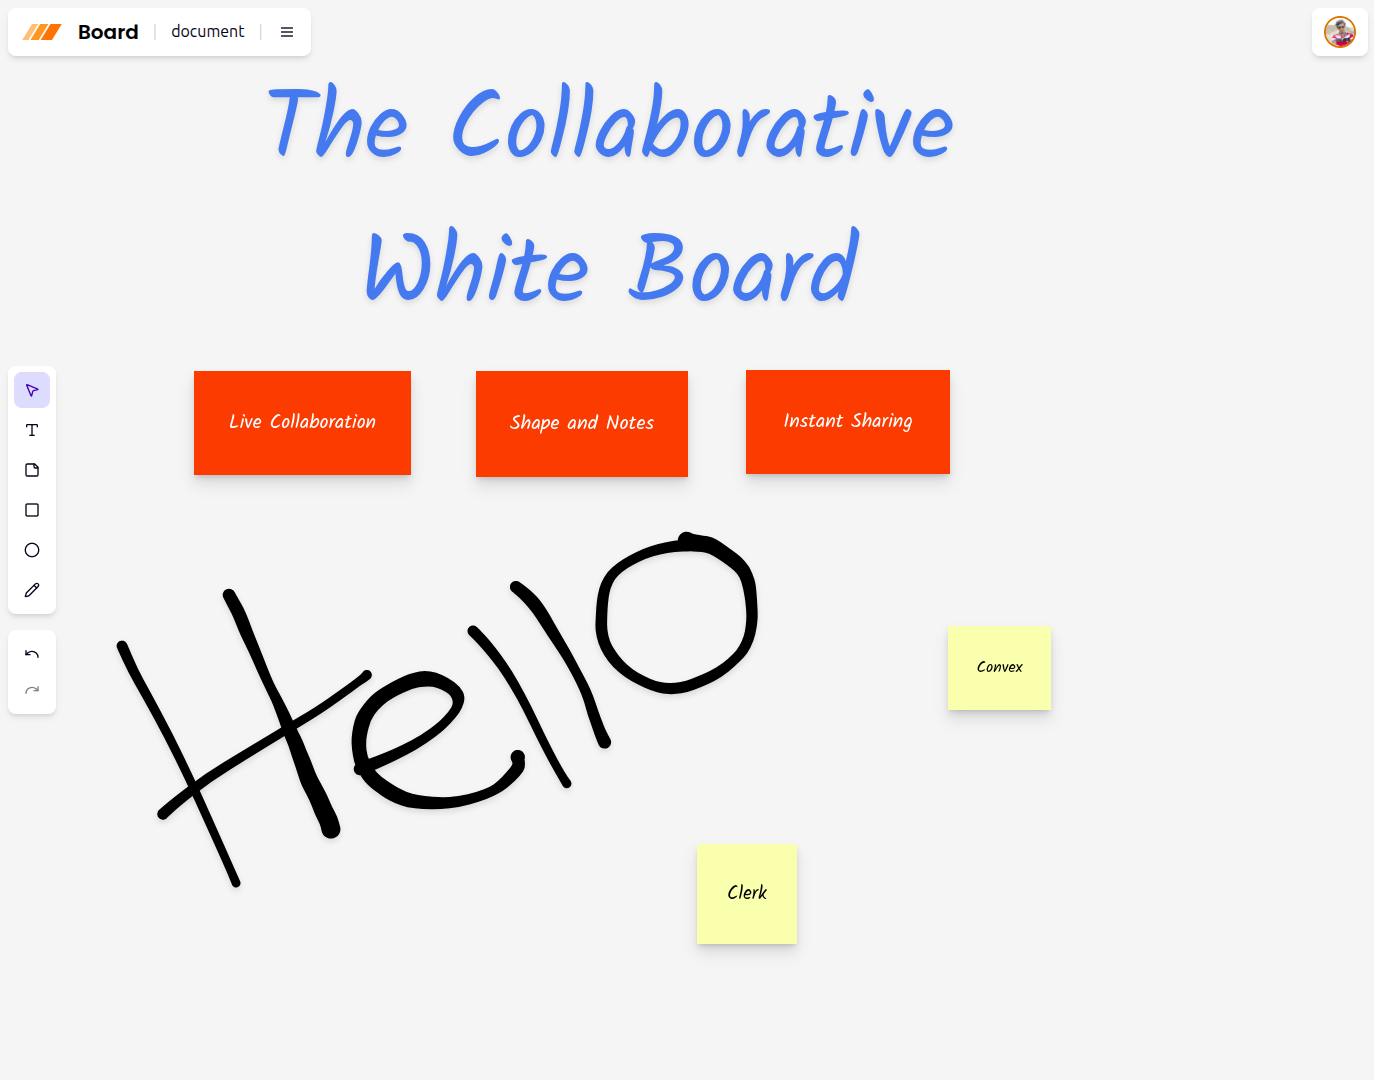 Board | document |
The Collaborative
White Board
Live Collaboration
Shape and Notes
Instant Sharing
Hello
Convex
Clerk